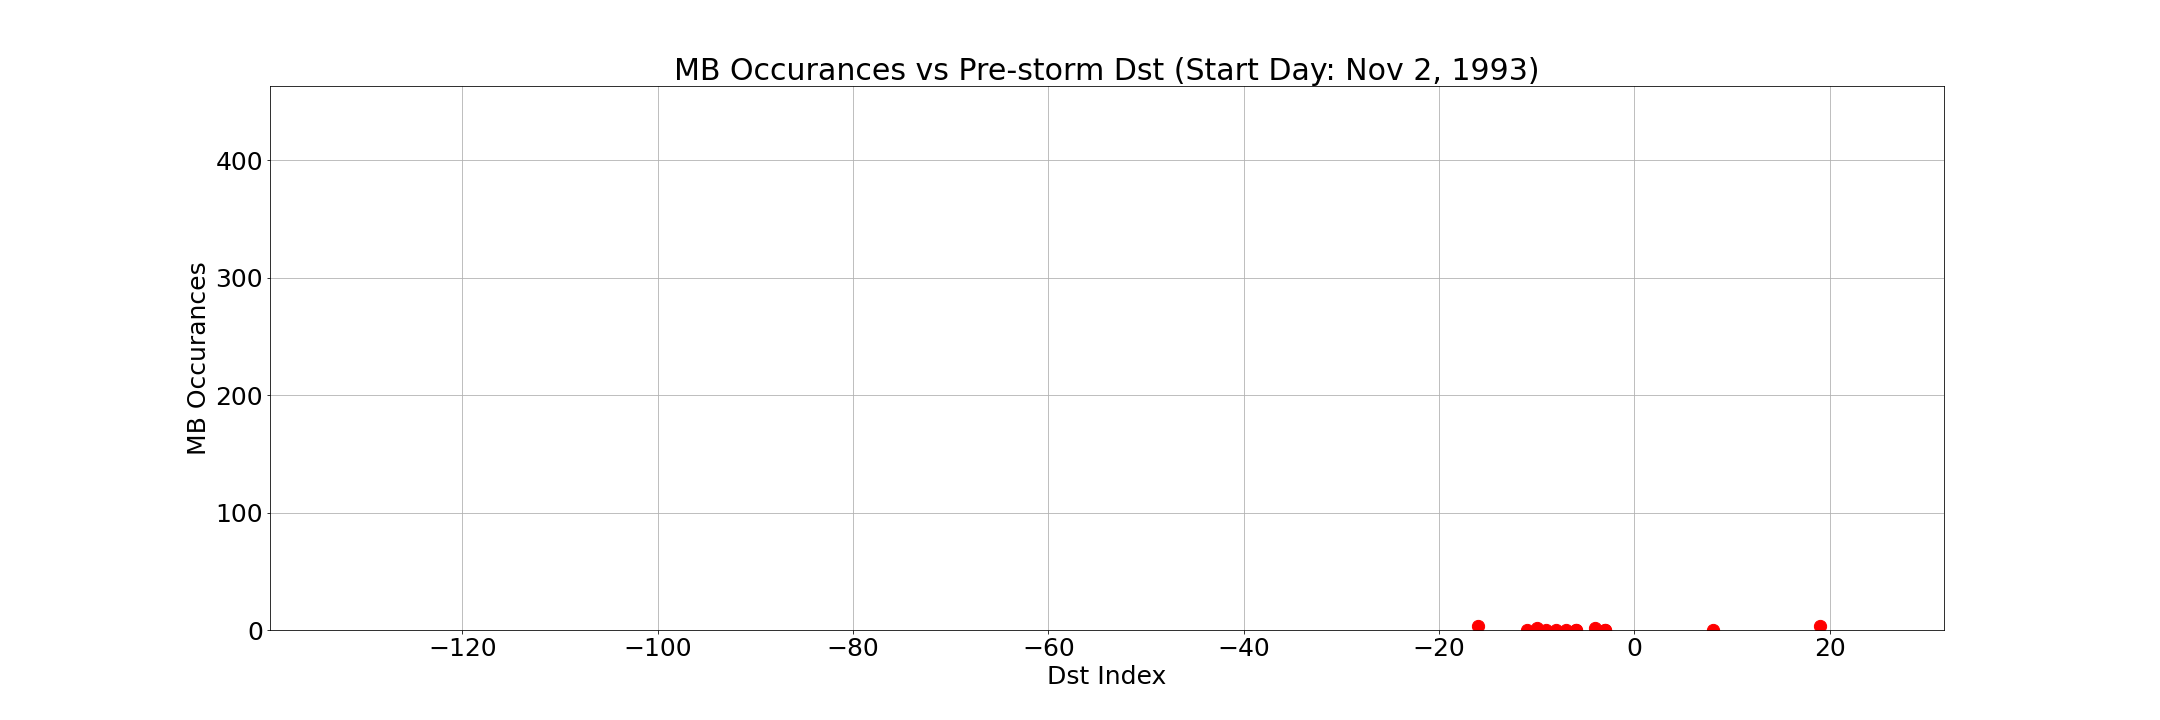 MB Occurances vs Pre-storm Dst (Start Day: Nov 2, 1993)
400
300
200
100
0
MB Occurances
−120 −100 −80 −60 −40 −20 0 20
Dst Index